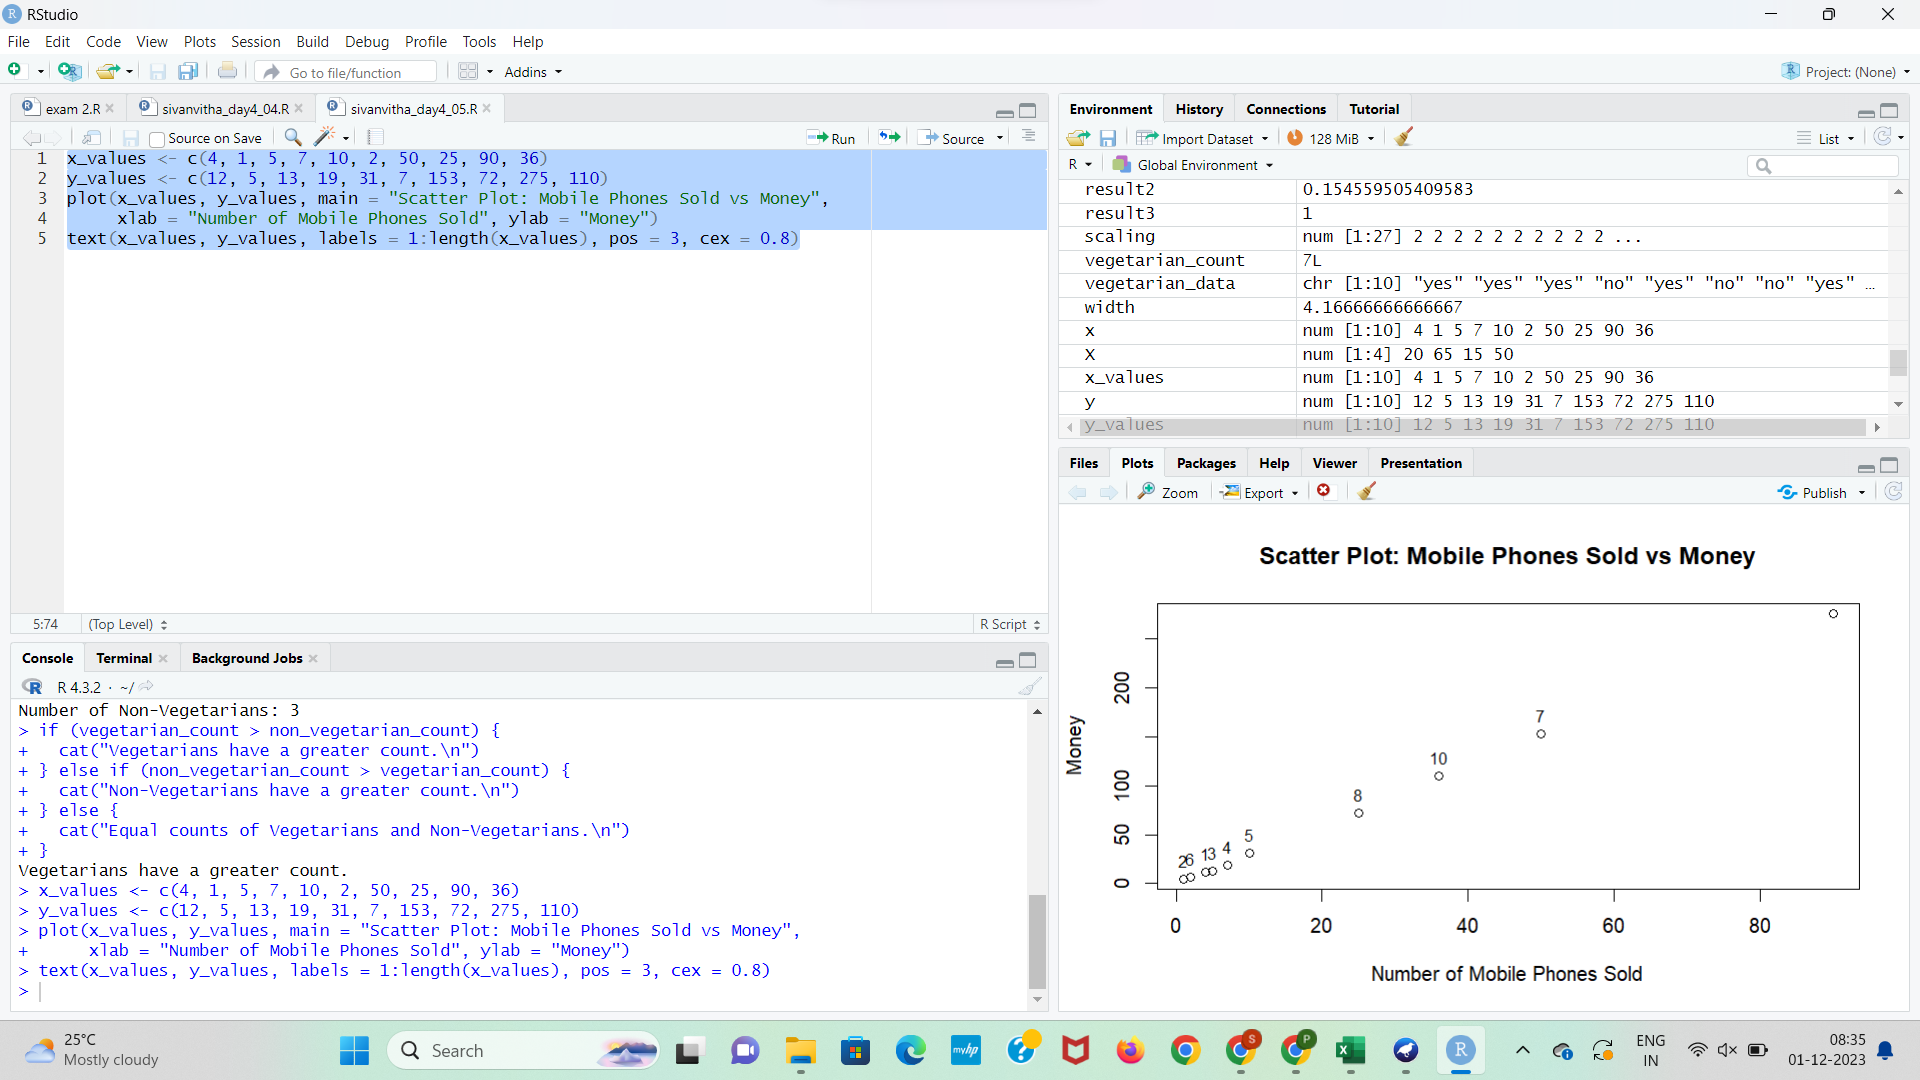 RStudio
File Edit Code View Plots Session Build Debug Profile Tools Help
Go to file/function Addins Project: (None)
exam 2.R sivanvitha_day4_04.R sivanvitha_day4_05.R
Source on Save Run Source
1 x_values <- c(4, 1, 5, 7, 10, 2, 50, 25, 90, 36)
2 y_values <- c(12, 5, 13, 19, 31, 7, 153, 72, 275, 110)
3 plot(x_values, y_values, main = "Scatter Plot: Mobile Phones Sold vs Money",
4 xlab = "Number of Mobile Phones Sold", ylab = "Money")
5 text(x_values, y_values, labels = 1:length(x_values), pos = 3, cex = 0.8)
5:74 (Top Level) R Script
Console Terminal Background Jobs
R 4.3.2 · ~/
Number of Non-Vegetarians: 3
> if (vegetarian_count > non_vegetarian_count) {
+ cat("Vegetarians have a greater count.\n")
+ } else if (non_vegetarian_count > vegetarian_count) {
+ cat("Non-Vegetarians have a greater count.\n")
+ } else {
+ cat("Equal counts of Vegetarians and Non-Vegetarians.\n")
+ }
Vegetarians have a greater count.
> x_values <- c(4, 1, 5, 7, 10, 2, 50, 25, 90, 36)
> y_values <- c(12, 5, 13, 19, 31, 7, 153, 72, 275, 110)
> plot(x_values, y_values, main = "Scatter Plot: Mobile Phones Sold vs Money",
+ xlab = "Number of Mobile Phones Sold", ylab = "Money")
> text(x_values, y_values, labels = 1:length(x_values), pos = 3, cex = 0.8)
>
Environment History Connections Tutorial
Import Dataset 128 MiB List
R Global Environment
result2 0.154559505409583
result3 1
scaling num [1:27] 2 2 2 2 2 2 2 2 2 2 ...
vegetarian_count 7L
vegetarian_data chr [1:10] "yes" "yes" "yes" "no" "yes" "no" "no" "yes" …
width 4.16666666666667
x num [1:10] 4 1 5 7 10 2 50 25 90 36
X num [1:4] 20 65 15 50
x_values num [1:10] 4 1 5 7 10 2 50 25 90 36
y num [1:10] 12 5 13 19 31 7 153 72 275 110
y_values num [1:10] 12 5 13 19 31 7 153 72 275 110
Files Plots Packages Help Viewer Presentation
Zoom Export Publish
Scatter Plot: Mobile Phones Sold vs Money
Money
200
100
50
0
7
10
8
5
4
13
26
0 20 40 60 80
Number of Mobile Phones Sold
25°C
Mostly cloudy
Search
myhp
S
P
R
ENG
IN
08:35
01-12-2023